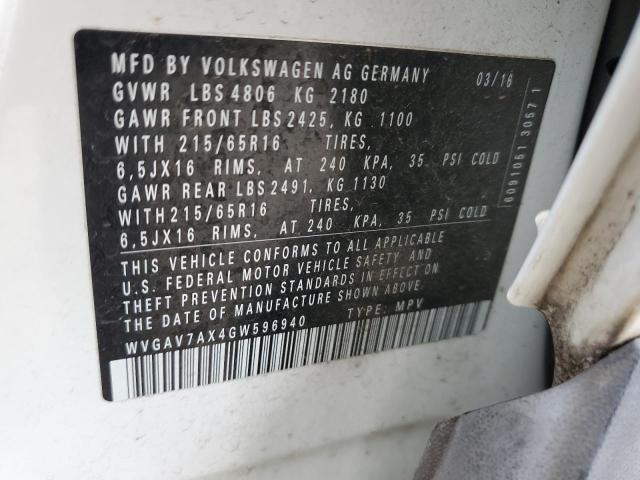 MFD BY VOLKSWAGEN AG GERMANY 03/16
GVWR LBS 4806 KG 2180
GAWR FRONT LBS 2425, KG 1100
WITH 215/65R16 TIRES,
6,5JX16 RIMS, AT 240 KPA, 35 PSI COLD
GAWR REAR LBS 2491, KG 1130
WITH 215/65R16 TIRES,
6,5JX16 RIMS, AT 240 KPA, 35 PSI COLD
THIS VEHICLE CONFORMS TO ALL APPLICABLE
U.S. FEDERAL MOTOR VEHICLE SAFETY AND
THEFT PREVENTION STANDARDS IN EFFECT ON
THE DATE OF MANUFACTURE SHOWN ABOVE.
WVGAV7AX4GW596940 TYPE: MPV
6091051 3057 1